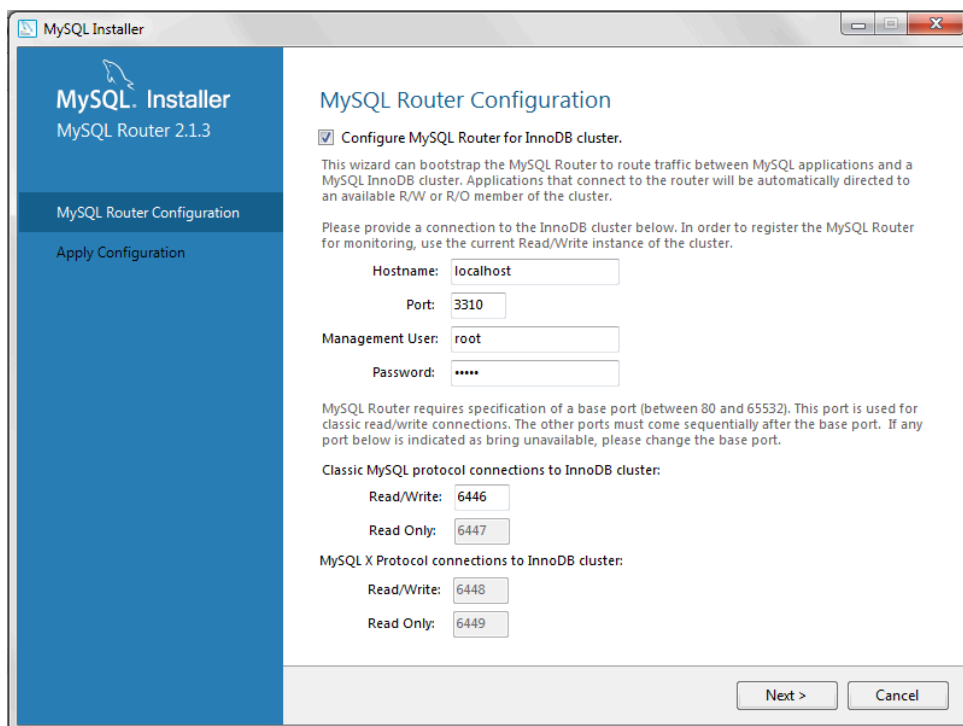 MySQL Installer
MySQL. Installer
MySQL Router 2.1.3
MySQL Router Configuration
Apply Configuration
MySQL Router Configuration
Configure MySQL Router for InnoDB cluster.
This wizard can bootstrap the MySQL Router to route traffic between MySQL applications and a
MySQL InnoDB cluster. Applications that connect to the router will be automatically directed to
an available R/W or R/O member of the cluster.
Please provide a connection to the InnoDB cluster below. In order to register the MySQL Router
for monitoring, use the current Read/Write instance of the cluster.
Hostname: localhost
Port: 3310
Management User: root
Password: •••••
MySQL Router requires specification of a base port (between 80 and 65532). This port is used for
classic read/write connections. The other ports must come sequentially after the base port. If any
port below is indicated as bring unavailable, please change the base port.
Classic MySQL protocol connections to InnoDB cluster:
Read/Write: 6446
Read Only: 6447
MySQL X Protocol connections to InnoDB cluster:
Read/Write: 6448
Read Only: 6449
Next >
Cancel